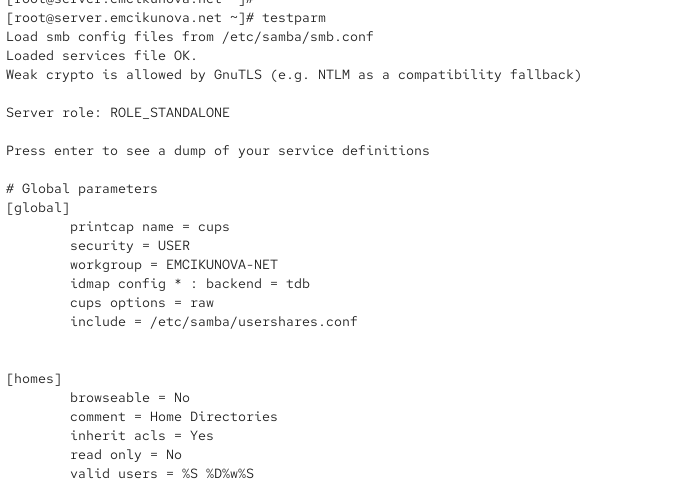 [root@server.emcikunova.net ~]#
[root@server.emcikunova.net ~]# testparm
Load smb config files from /etc/samba/smb.conf
Loaded services file OK.
Weak crypto is allowed by GnuTLS (e.g. NTLM as a compatibility fallback)
Server role: ROLE_STANDALONE
Press enter to see a dump of your service definitions
# Global parameters
[global]
printcap name = cups
security = USER
workgroup = EMCIKUNOVA-NET
idmap config * : backend = tdb
cups options = raw
include = /etc/samba/usershares.conf
[homes]
browseable = No
comment = Home Directories
inherit acls = Yes
read only = No
valid users = %S %D%w%S